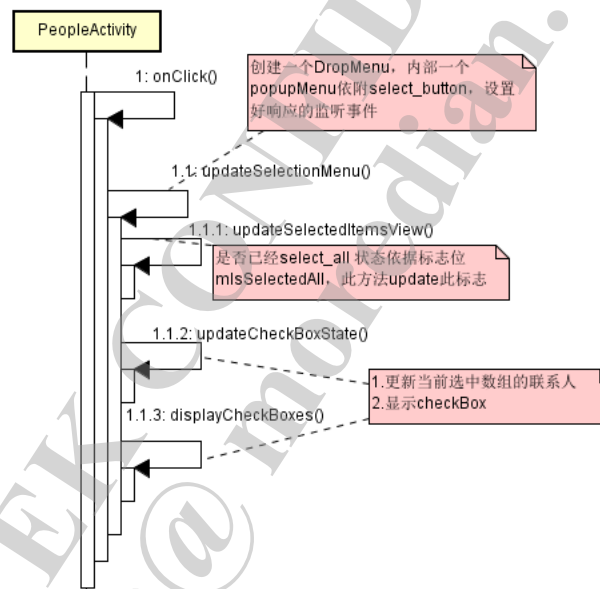 PeopleActivity
1: onClick()
创建一个DropMenu，内部一个
popupMenu依附select_button，设置
好响应的监听事件
1.1: updateSelectionMenu()
1.1.1: updateSelectedItemsView()
是否已经select_all 状态依据标志位
mIsSelectedAll，此方法update此标志
1.1.2: updateCheckBoxState()
1.更新当前选中数组的联系人
2.显示checkBox
1.1.3: displayCheckBoxes()
EK CONFID
@ moredian.